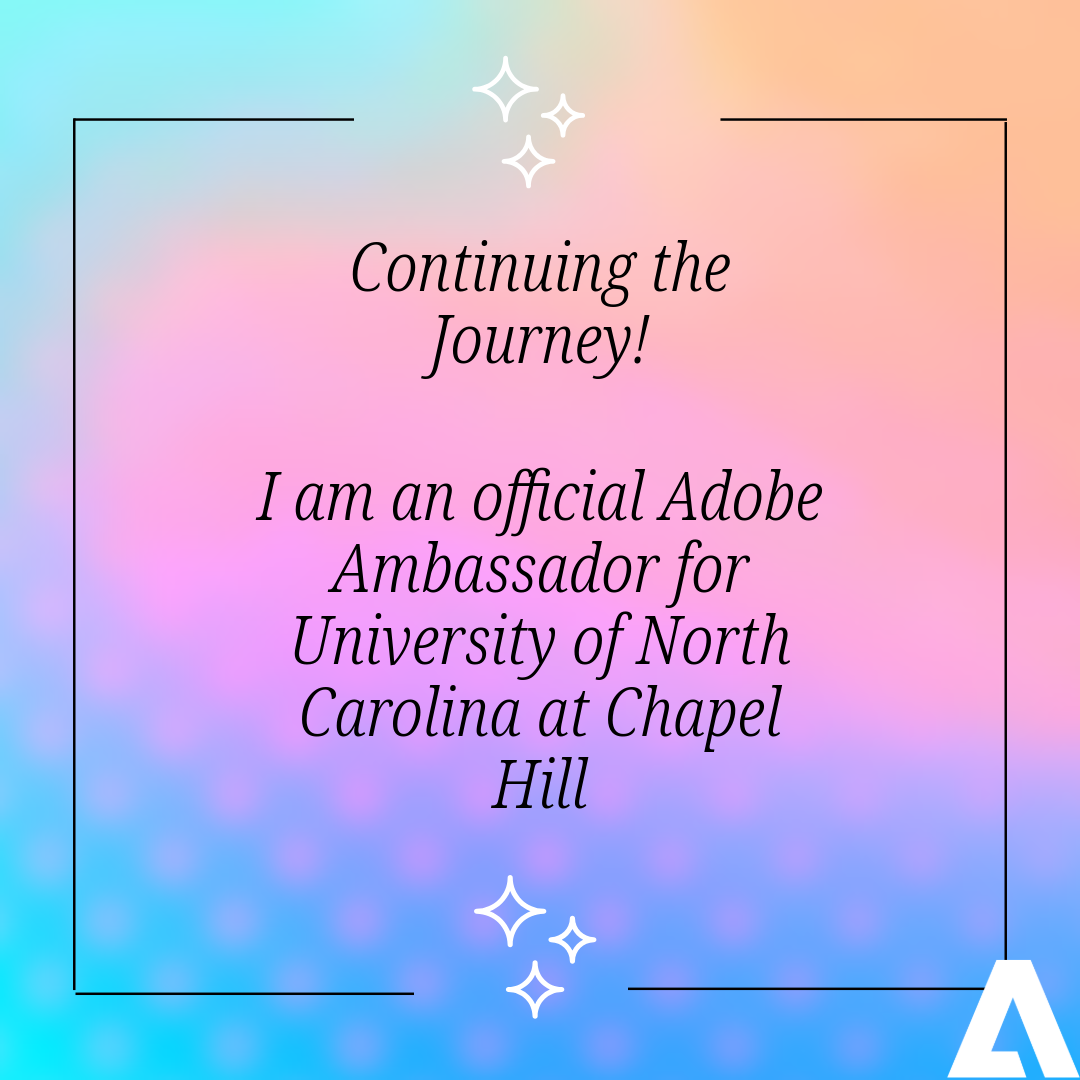 Continuing the
Journey!
I am an official Adobe
Ambassador for
University of North
Carolina at Chapel
Hill